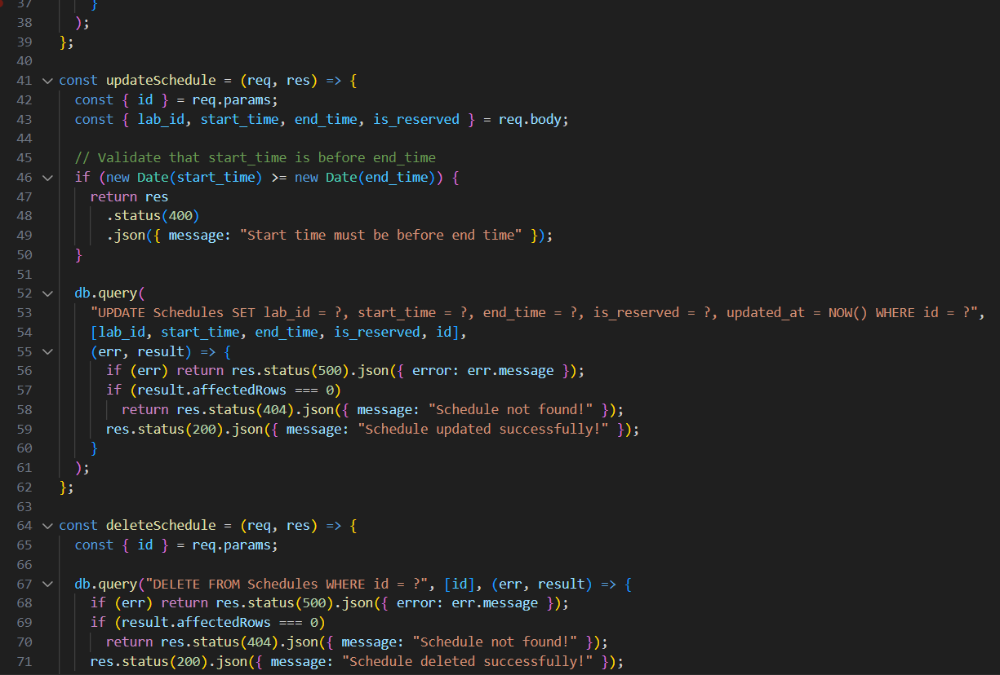 37 }
38 );
39 };
40
41 const updateSchedule = (req, res) => {
42 const { id } = req.params;
43 const { lab_id, start_time, end_time, is_reserved } = req.body;
44
45 // Validate that start_time is before end_time
46 if (new Date(start_time) >= new Date(end_time)) {
47 return res
48 .status(400)
49 .json({ message: "Start time must be before end time" });
50 }
51
52 db.query(
53 "UPDATE Schedules SET lab_id = ?, start_time = ?, end_time = ?, is_reserved = ?, updated_at = NOW() WHERE id = ?",
54 [lab_id, start_time, end_time, is_reserved, id],
55 (err, result) => {
56 if (err) return res.status(500).json({ error: err.message });
57 if (result.affectedRows === 0)
58 return res.status(404).json({ message: "Schedule not found!" });
59 res.status(200).json({ message: "Schedule updated successfully!" });
60 }
61 );
62 };
63
64 const deleteSchedule = (req, res) => {
65 const { id } = req.params;
66
67 db.query("DELETE FROM Schedules WHERE id = ?", [id], (err, result) => {
68 if (err) return res.status(500).json({ error: err.message });
69 if (result.affectedRows === 0)
70 return res.status(404).json({ message: "Schedule not found!" });
71 res.status(200).json({ message: "Schedule deleted successfully!" });